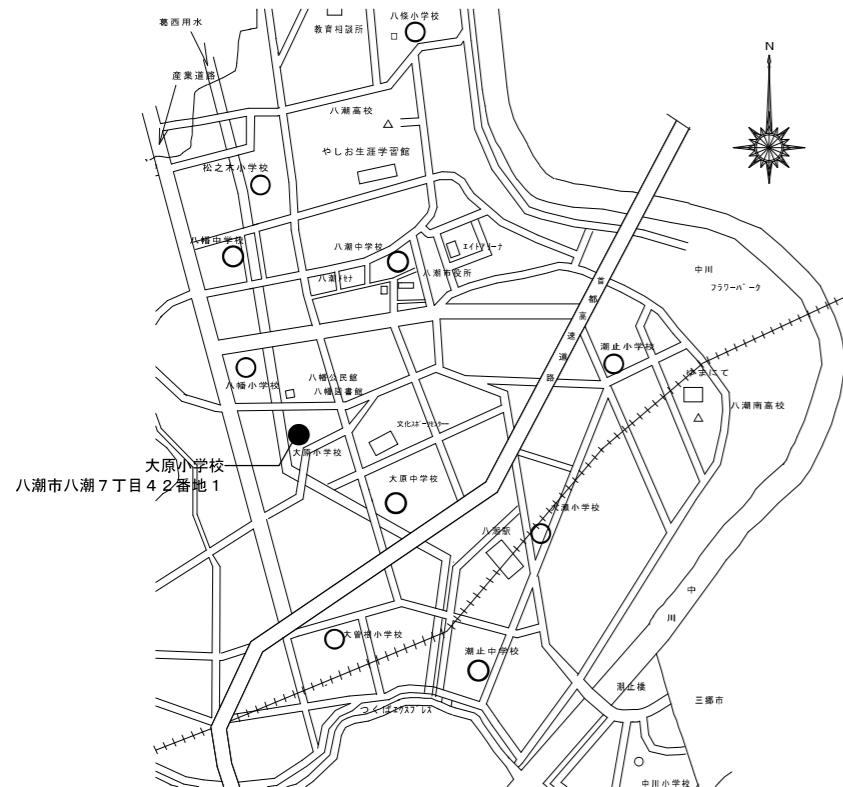 葛西用水
教育相談所
八條小学校
N
産業道路
八潮高校
やしお生涯学習館
松之木小学校
八幡中学校
八潮中学校
エイトアリーナ
八潮市役所
八潮メセナ
中川
フラワーパーク
首都高速道路
潮止小学校
ゆまにて
八幡小学校
八幡公民館
八幡図書館
八潮南高校
文化スポーツセンター
大原小学校
大原小学校
八潮市八潮７丁目４２番地１
大原中学校
大瀬小学校
八潮駅
中川
大曽根小学校
潮止中学校
潮止橋
三郷市
つくばエクスプレス
中川小学校